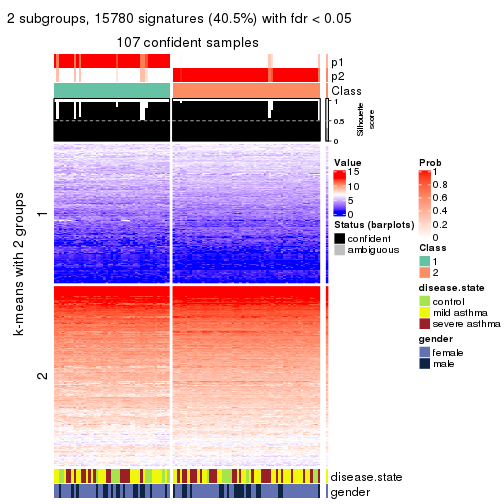 2 subgroups, 15780 signatures (40.5%) with fdr < 0.05
107 confident samples
p1
p2
Class
1
0.5
0
Silhouette
score
k-means with 2 groups
1
2
disease.state
gender
Value
15
10
5
0
Status (barplots)
confident
ambiguous
Prob
1
0.8
0.6
0.4
0.2
0
Class
1
2
disease.state
control
mild asthma
severe asthma
gender
female
male